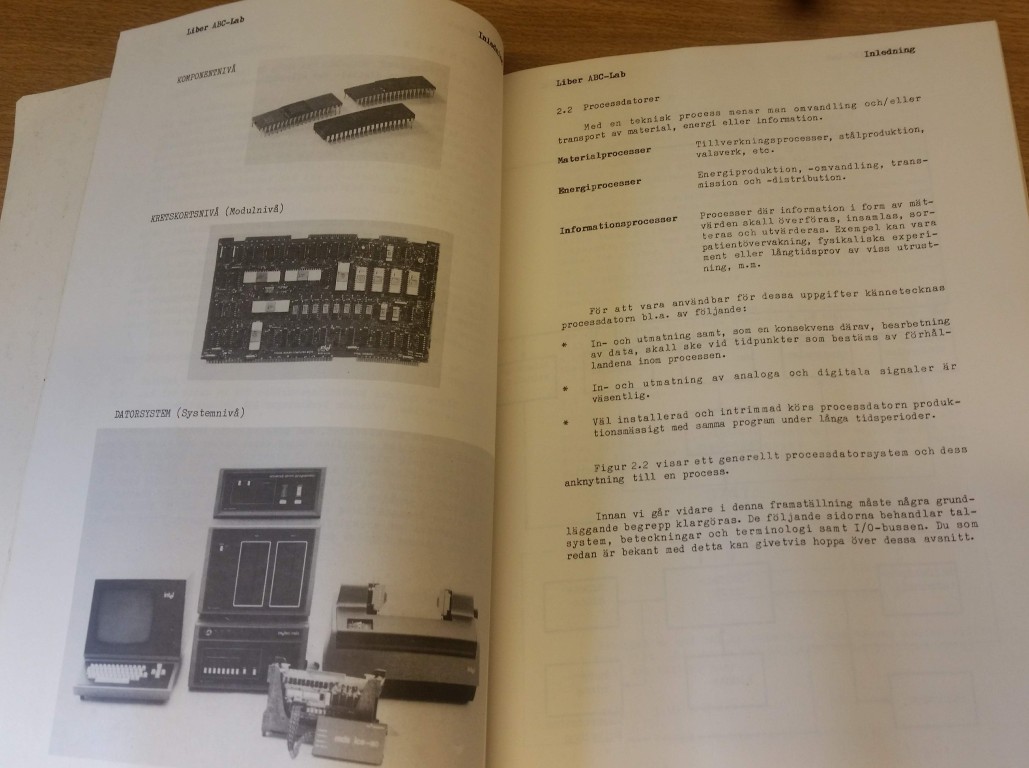 Liber ABC-Lab
KOMPONENTNIVÅ
KRETSKORTSNIVÅ (Modulnivå)
DATORSYSTEM (Systemnivå)
Liber ABC-Lab
Inledning
2.2 Processdatorer
Med en teknisk process menar man omvandling och/eller
transport av material, energi eller information.
Materialprocesser
Tillverkningsprocesser, stålproduktion,
valsverk, etc.
Energiprocesser
Energiproduktion, -omvandling, trans-
mission och -distribution.
Informationsprocesser
Processer där information i form av mät-
värden skall överföras, insamlas, sor-
teras och utvärderas. Exempel kan vara
patientövervakning, fysikaliska experi-
ment eller långtidsprov av viss utrust-
ning, m.m.
För att vara användbar för dessa uppgifter kännetecknas
processdatorn bl.a. av följande:
* In- och utmatning samt, som en konsekvens därav, bearbetning
av data, skall ske vid tidpunkter som bestäms av förhål-
landena inom processen.
* In- och utmatning av analoga och digitala signaler är
väsentlig.
* Väl installerad och intrimmad körs processdatorn produk-
tionsmässigt med samma program under långa tidsperioder.
Figur 2.2 visar ett generellt processdatorsystem och dess
anknytning till en process.
Innan vi går vidare i denna framställning måste några grund-
läggande begrepp klargöras. De följande sidorna behandlar tal-
system, beteckningar och terminologi samt I/O-bussen. Du som
redan är bekant med detta kan givetvis hoppa över dessa avsnitt.